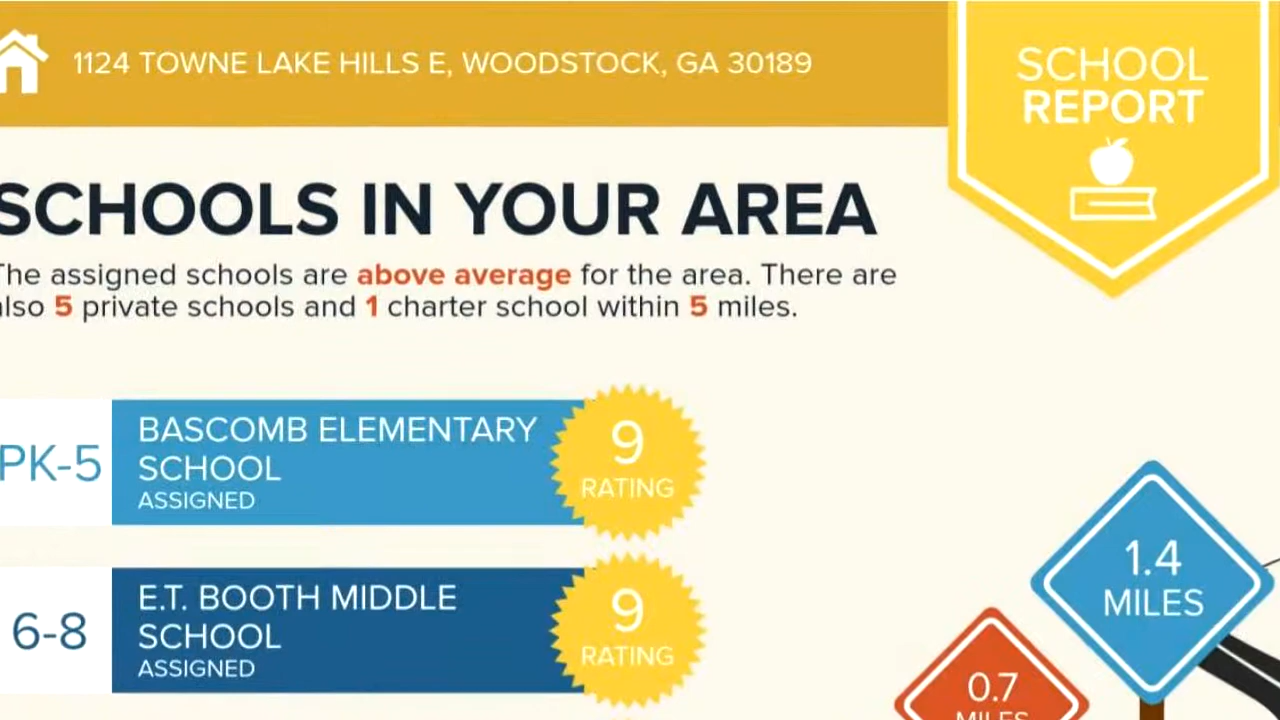 1124 TOWNE LAKE HILLS E, WOODSTOCK, GA 30189
SCHOOL
REPORT
SCHOOLS IN YOUR AREA
The assigned schools are above average for the area. There are
also 5 private schools and 1 charter school within 5 miles.
PK-5
BASCOMB ELEMENTARY
SCHOOL
ASSIGNED
9
RATING
6-8
E.T. BOOTH MIDDLE
SCHOOL
ASSIGNED
9
RATING
1.4
MILES
0.7
MILES